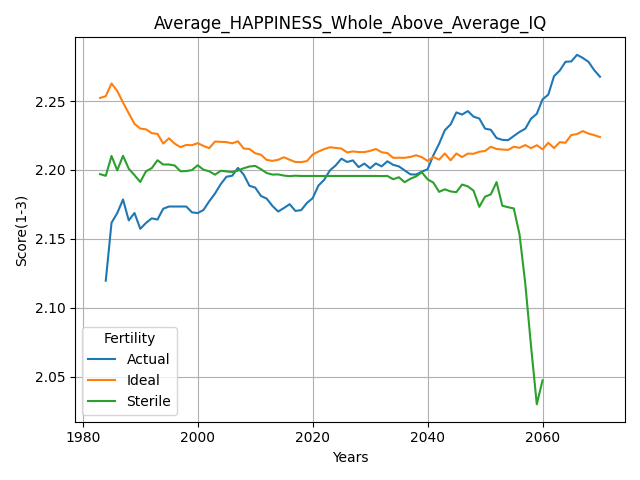 Average_HAPPINESS_Whole_Above_Average_IQ
Score(1-3)
2.25
2.20
2.15
2.10
2.05
Fertility
Actual
Ideal
Sterile
1980 2000 2020 2040 2060
Years